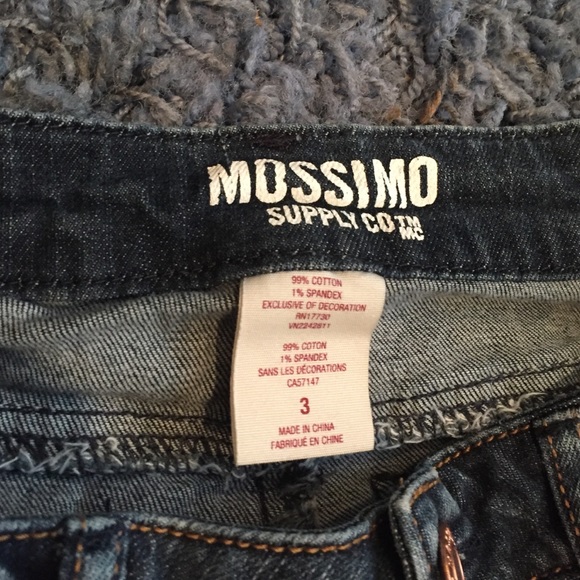 MOSSIMO
SUPPLY CO TM
MC
99% COTTON
1% SPANDEX
EXCLUSIVE OF DECORATION
RN17730
VN2242611
99% COTON
1% SPANDEX
SANS LES DÉCORATIONS
CA57147
3
MADE IN CHINA
FABRIQUÉ EN CHINE